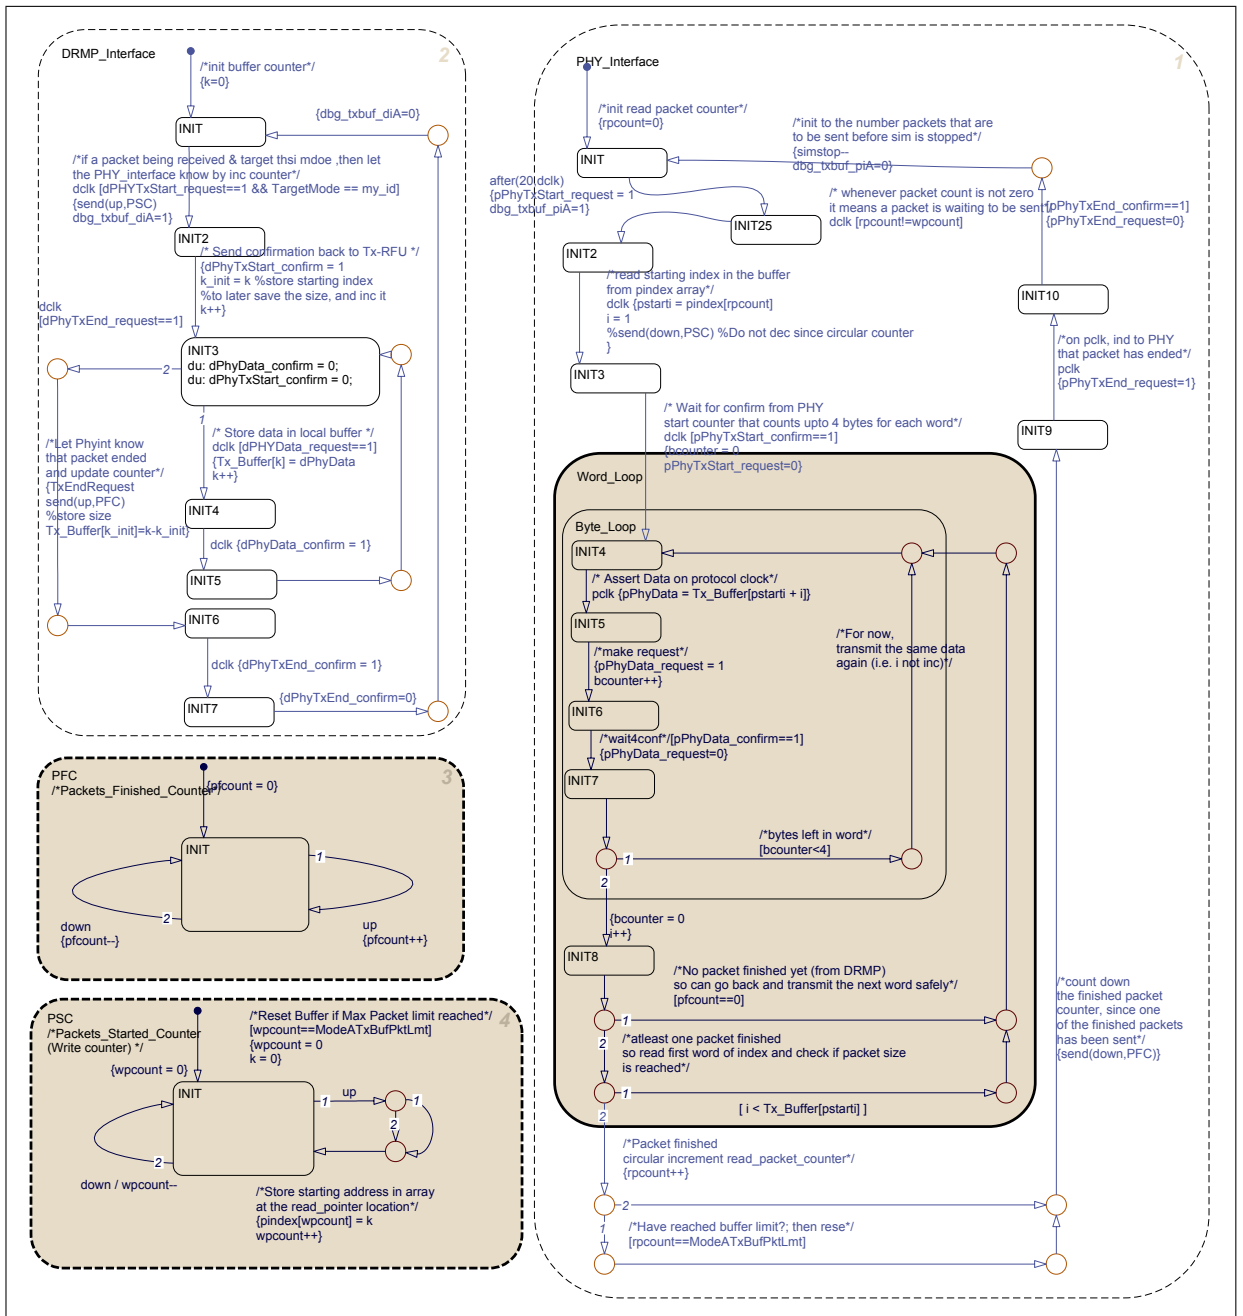 DRMP_Interface
2
/*init buffer counter*/
{k=0}
INIT
{dbg_txbuf_diA=0}
/*if a packet being received & target thsi mdoe ,then let
the PHY_interface know by inc counter*/
dclk [dPHYTxStart_request==1 && TargetMode == my_id]
{send(up,PSC)
dbg_txbuf_diA=1}
INIT2
/* Send confirmation back to Tx-RFU */
{dPhyTxStart_confirm = 1
k_init = k %store starting index
%to later save the size, and inc it
k++}
dclk
[dPhyTxEnd_request==1]
INIT3
du: dPhyData_confirm = 0;
du: dPhyTxStart_confirm = 0;
2
1
/* Store data in local buffer */
dclk [dPHYData_request==1]
{Tx_Buffer[k] = dPhyData
k++}
/*Let Phyint know
that packet ended
and update counter*/
{TxEndRequest
send(up,PFC)
%store size
Tx_Buffer[k_init]=k-k_init}
INIT4
dclk {dPhyData_confirm = 1}
INIT5
INIT6
dclk {dPhyTxEnd_confirm = 1}
INIT7
{dPhyTxEnd_confirm=0}
PFC
/*Packets_Finished_Counter*/
3
{pfcount = 0}
INIT
1
2
down
{pfcount--}
up
{pfcount++}
PSC
/*Packets_Started_Counter
(Write counter) */
4
/*Reset Buffer if Max Packet limit reached*/
[wpcount==ModeATxBufPktLmt]
{wpcount = 0
k = 0}
{wpcount = 0}
INIT
1
up
1
2
2
down / wpcount--
/*Store starting address in array
at the read_pointer location*/
{pindex[wpcount] = k
wpcount++}
PHY_Interface
1
/*init read packet counter*/
{rpcount=0}
/*init to the number packets that are
to be sent before sim is stopped*/
{simstop--
dbg_txbuf_piA=0}
INIT
after(20,dclk)
{pPhyTxStart_request = 1
dbg_txbuf_piA=1}
/* whenever packet count is not zero
it means a packet is waiting to be sent*/
dclk [rpcount!=wpcount]
[pPhyTxEnd_confirm==1]
{pPhyTxEnd_request=0}
INIT25
INIT2
/*read starting index in the buffer
from pindex array*/
dclk {pstarti = pindex[rpcount]
i = 1
%send(down,PSC) %Do not dec since circular counter
}
INIT10
/*on pclk, ind to PHY
that packet has ended*/
pclk
{pPhyTxEnd_request=1}
INIT3
/* Wait for confirm from PHY
start counter that counts upto 4 bytes for each word*/
dclk [pPhyTxStart_confirm==1]
{bcounter = 0
pPhyTxStart_request=0}
INIT9
Word_Loop
Byte_Loop
INIT4
/* Assert Data on protocol clock*/
pclk {pPhyData = Tx_Buffer[pstarti + i]}
INIT5
/*make request*/
{pPhyData_request = 1
bcounter++}
/*For now,
transmit the same data
again (i.e. i not inc)*/
INIT6
/*wait4conf*/[pPhyData_confirm==1]
{pPhyData_request=0}
INIT7
/*bytes left in word*/
[bcounter<4]
1
2
{bcounter = 0
i++}
INIT8
/*No packet finished yet (from DRMP)
so can go back and transmit the next word safely*/
[pfcount==0]
1
2
/*atleast one packet finished
so read first word of index and check if packet size
is reached*/
1
[ i < Tx_Buffer[pstarti] ]
2
/*count down
the finished packet
counter, since one
of the finished packets
has been sent*/
{send(down,PFC)}
/*Packet finished
circular increment read_packet_counter*/
{rpcount++}
2
1
/*Have reached buffer limit?; then rese*/
[rpcount==ModeATxBufPktLmt]